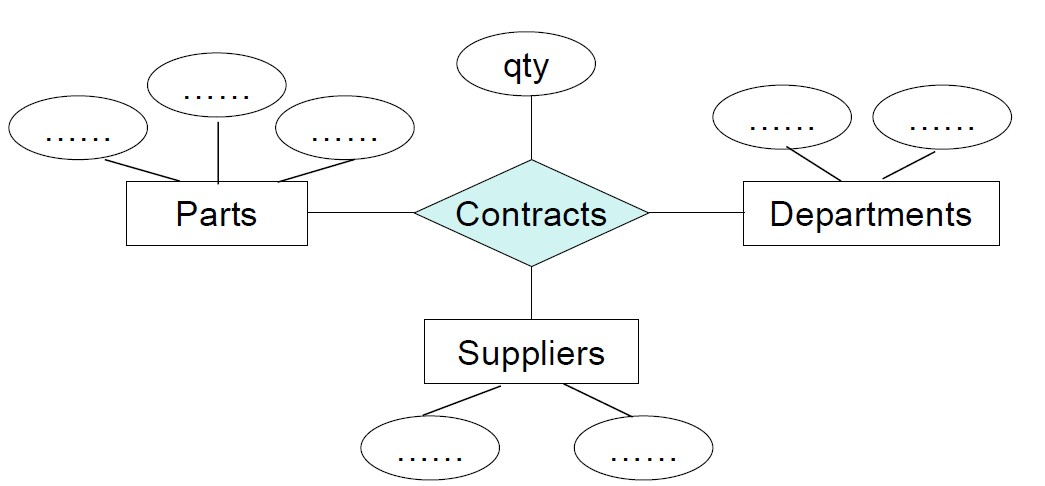 qty
......
......
......
......
......
Parts
Contracts
Departments
Suppliers
......
......